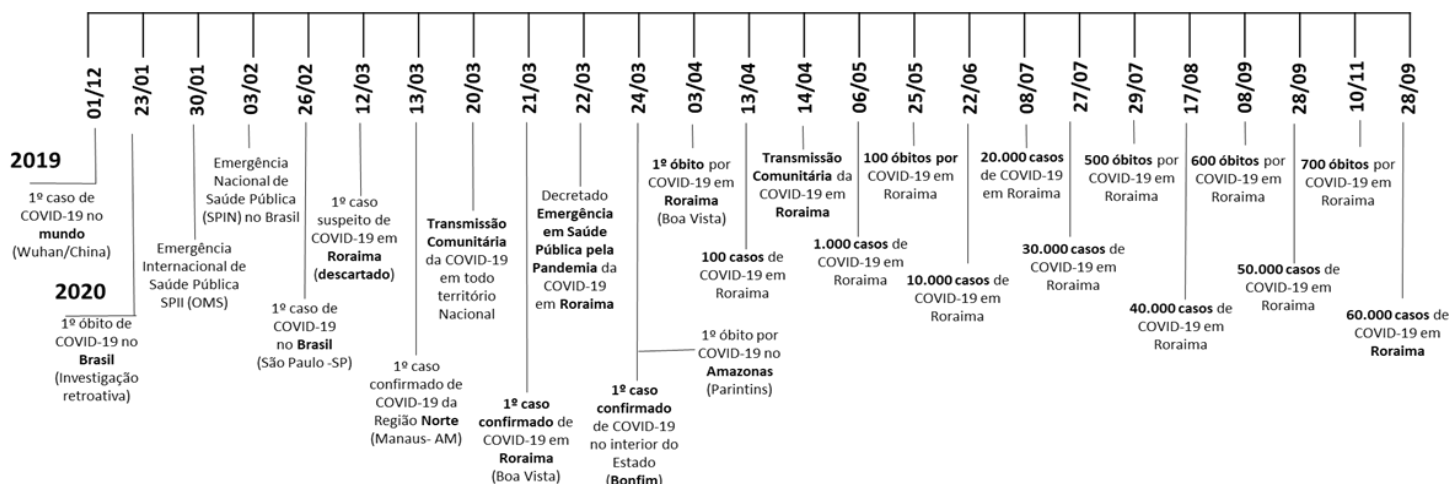 01/12
23/01
30/01
03/02
26/02
12/03
13/03
20/03
21/03
22/03
24/03
03/04
13/04
14/04
06/05
25/05
22/06
08/07
27/07
29/07
17/08
08/09
28/09
10/11
28/09
2019
1º caso de
COVID-19 no
mundo
(Wuhan/China)
2020
1º óbito de
COVID-19 no
Brasil
(Investigação
retroativa)
Emergência
Internacional de
Saúde Pública
SPII (OMS)
Emergência
Nacional de
Saúde Pública
(SPIN) no Brasil
1º caso de
COVID-19
no Brasil
(São Paulo -SP)
1º caso
suspeito de
COVID-19 em
Roraima
(descartado)
1º caso
confirmado de
COVID-19 da
Região Norte
(Manaus- AM)
Transmissão
Comunitária
da COVID-19
em todo
território
Nacional
1º caso
confirmado de
COVID-19 em
Roraima
(Boa Vista)
Decretado
Emergência
em Saúde
Pública pela
Pandemia da
COVID-19
em Roraima
1º caso
confirmado
de COVID-19
no interior do
Estado
(Bonfim)
1º óbito por
COVID-19 no
Amazonas
(Parintins)
1º óbito por
COVID-19 em
Roraima
(Boa Vista)
100 casos de
COVID-19 em
Roraima
Transmissão
Comunitária da
COVID-19 em
Roraima
1.000 casos de
COVID-19 em
Roraima
100 óbitos por
COVID-19 em
Roraima
10.000 casos de
COVID-19 em
Roraima
20.000 casos
de COVID-19
em Roraima
30.000 casos de
COVID-19 em
Roraima
500 óbitos por
COVID-19 em
Roraima
40.000 casos de
COVID-19 em
Roraima
600 óbitos por
COVID-19 em
Roraima
50.000 casos de
COVID-19 em
Roraima
700 óbitos por
COVID-19 em
Roraima
60.000 casos de
COVID-19 em
Roraima